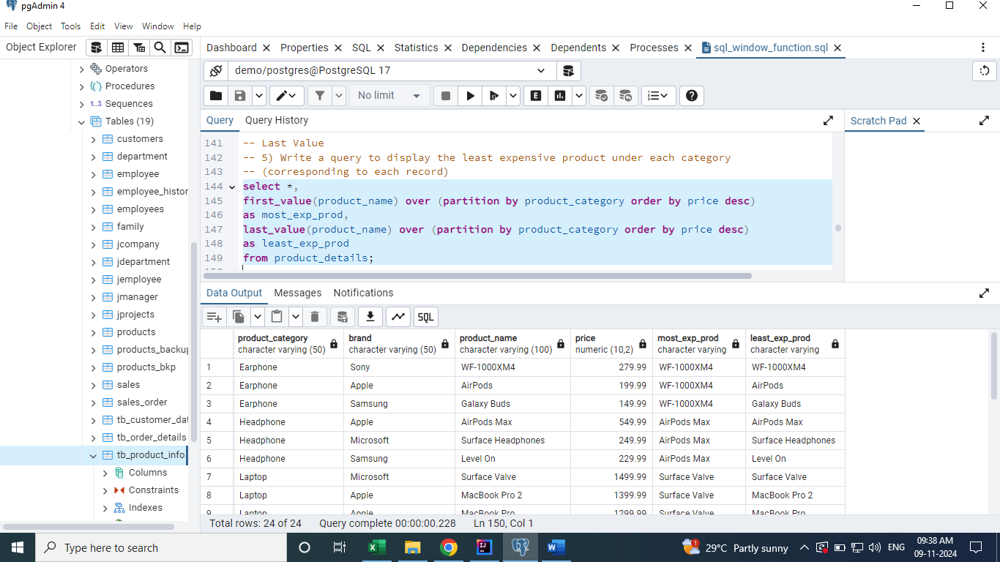 pgAdmin 4
File Object Tools Edit View Window Help
Object Explorer
Dashboard Properties SQL Statistics Dependencies Dependents Processes sql_window_function.sql
demo/postgres@PostgreSQL 17
No limit
E
Operators
Procedures
1..3 Sequences
Tables (19)
customers
department
employee
employee_histor
employees
family
jcompany
jdepartment
jemployee
jmanager
jprojects
products
products_backup
products_bkp
sales
sales_order
tb_customer_dat
tb_order_details
tb_product_info
Columns
Constraints
Indexes
Query Query History
Scratch Pad
141 -- Last Value
142 -- 5) Write a query to display the least expensive product under each category
143 -- (corresponding to each record)
144 select *,
145 first_value(product_name) over (partition by product_category order by price desc)
146 as most_exp_prod,
147 last_value(product_name) over (partition by product_category order by price desc)
148 as least_exp_prod
149 from product_details;
Data Output Messages Notifications
SQL
product_category brand product_name price most_exp_prod least_exp_prod
character varying (50) character varying (50) character varying (100) numeric (10,2) character varying character varying
1 Earphone Sony WF-1000XM4 279.99 WF-1000XM4 WF-1000XM4
2 Earphone Apple AirPods 199.99 WF-1000XM4 AirPods
3 Earphone Samsung Galaxy Buds 149.99 WF-1000XM4 Galaxy Buds
4 Headphone Apple AirPods Max 549.99 AirPods Max AirPods Max
5 Headphone Microsoft Surface Headphones 249.99 AirPods Max Surface Headphones
6 Headphone Samsung Level On 229.99 AirPods Max Level On
7 Laptop Microsoft Surface Valve 1499.99 Surface Valve Surface Valve
8 Laptop Apple MacBook Pro 2 1399.99 Surface Valve MacBook Pro 2
9 Laptop Apple MacBook Pro 1299.99 Surface Valve MacBook Pro
Total rows: 24 of 24 Query complete 00:00:00.228 Ln 150, Col 1
Type here to search
1 29°C Partly sunny ENG
09:38 AM
09-11-2024